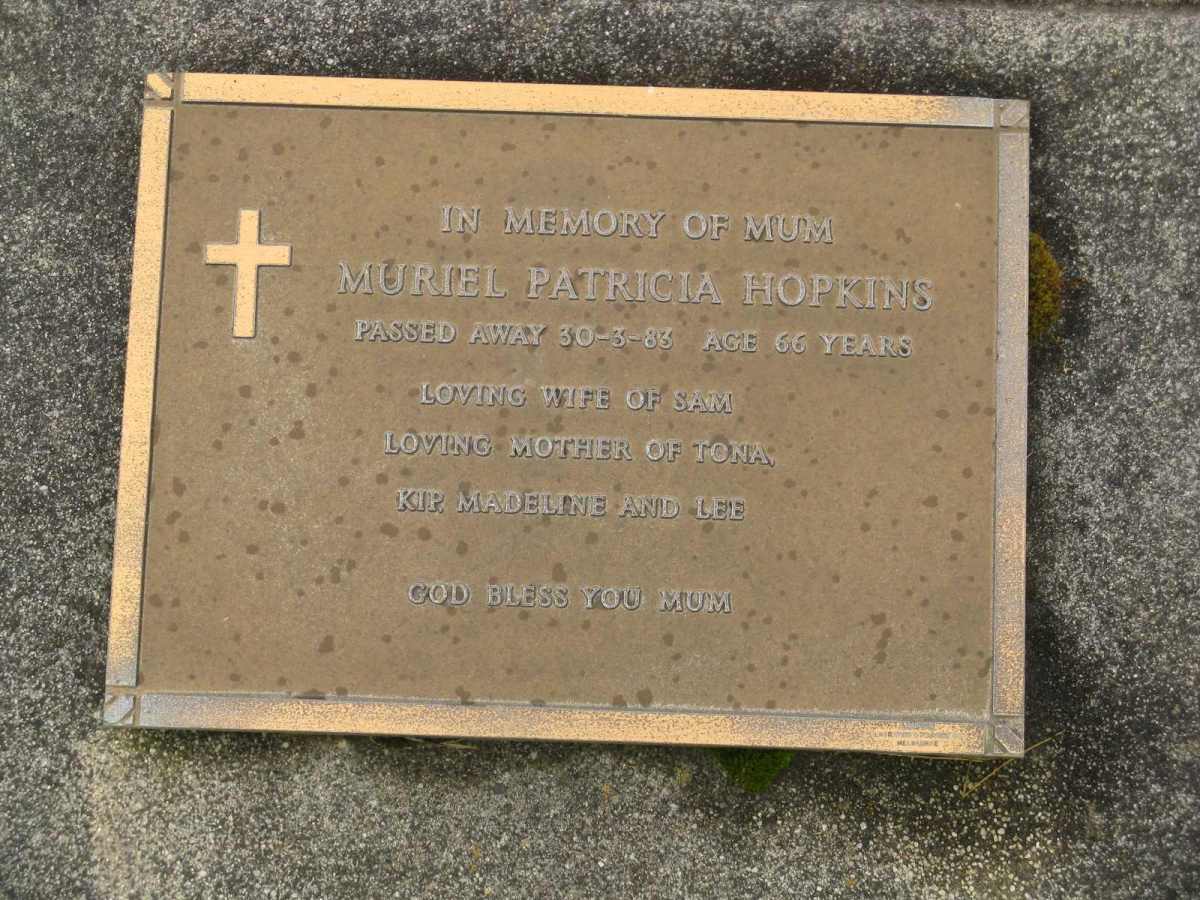 IN MEMORY OF MUM
MURIEL PATRICIA HOPKINS
PASSED AWAY 30-3-83 AGE 66 YEARS
LOVING WIFE OF SAM
LOVING MOTHER OF TONA,
KIP, MADELINE AND LEE
GOD BLESS YOU MUM
MELBOURNE